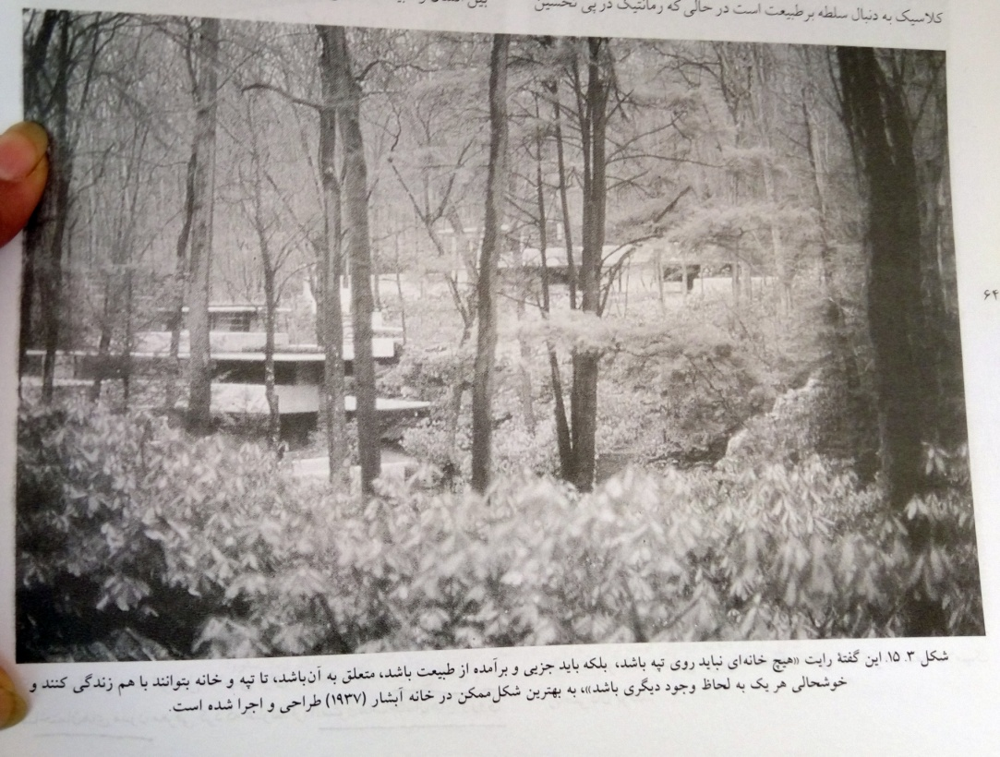 کلاسیک به دنبال سلطه بر طبیعت است در حالی که رمانتیک در پی تحسین
۶۴
شکل ۳. ۱۵. این گفتهٔ رایت «هیچ خانه‌ای نباید روی تپه باشد، بلکه باید جزیی و برآمده از طبیعت باشد، متعلق به آن‌باشد، تا تپه و خانه بتوانند با هم زندگی کنند و
خوشحالی هر یک به لحاظ وجود دیگری باشد»، به بهترین شکل‌ممکن در خانه آبشار (۱۹۳۷) طراحی و اجرا شده است.